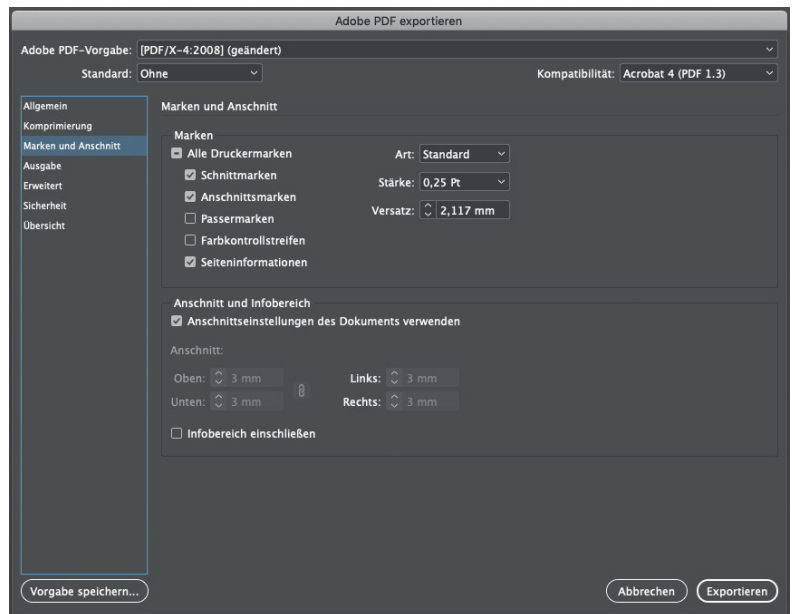 Adobe PDF exportieren
Adobe PDF-Vorgabe: [PDF/X-4:2008] (geändert)
Standard: Ohne Kompatibilität: Acrobat 4 (PDF 1.3)
Allgemein
Komprimierung
Marken und Anschnitt
Ausgabe
Erweitert
Sicherheit
Übersicht
Marken und Anschnitt
Marken
Alle Druckermarken Art: Standard
Schnittmarken Stärke: 0,25 Pt
Anschnittsmarken Versatz: 2,117 mm
Passermarken
Farbkontrollstreifen
Seiteninformationen
Anschnitt und Infobereich
Anschnittseinstellungen des Dokuments verwenden
Anschnitt:
Oben: 3 mm Links: 3 mm
Unten: 3 mm Rechts: 3 mm
Infobereich einschließen
Vorgabe speichern... Abbrechen Exportieren